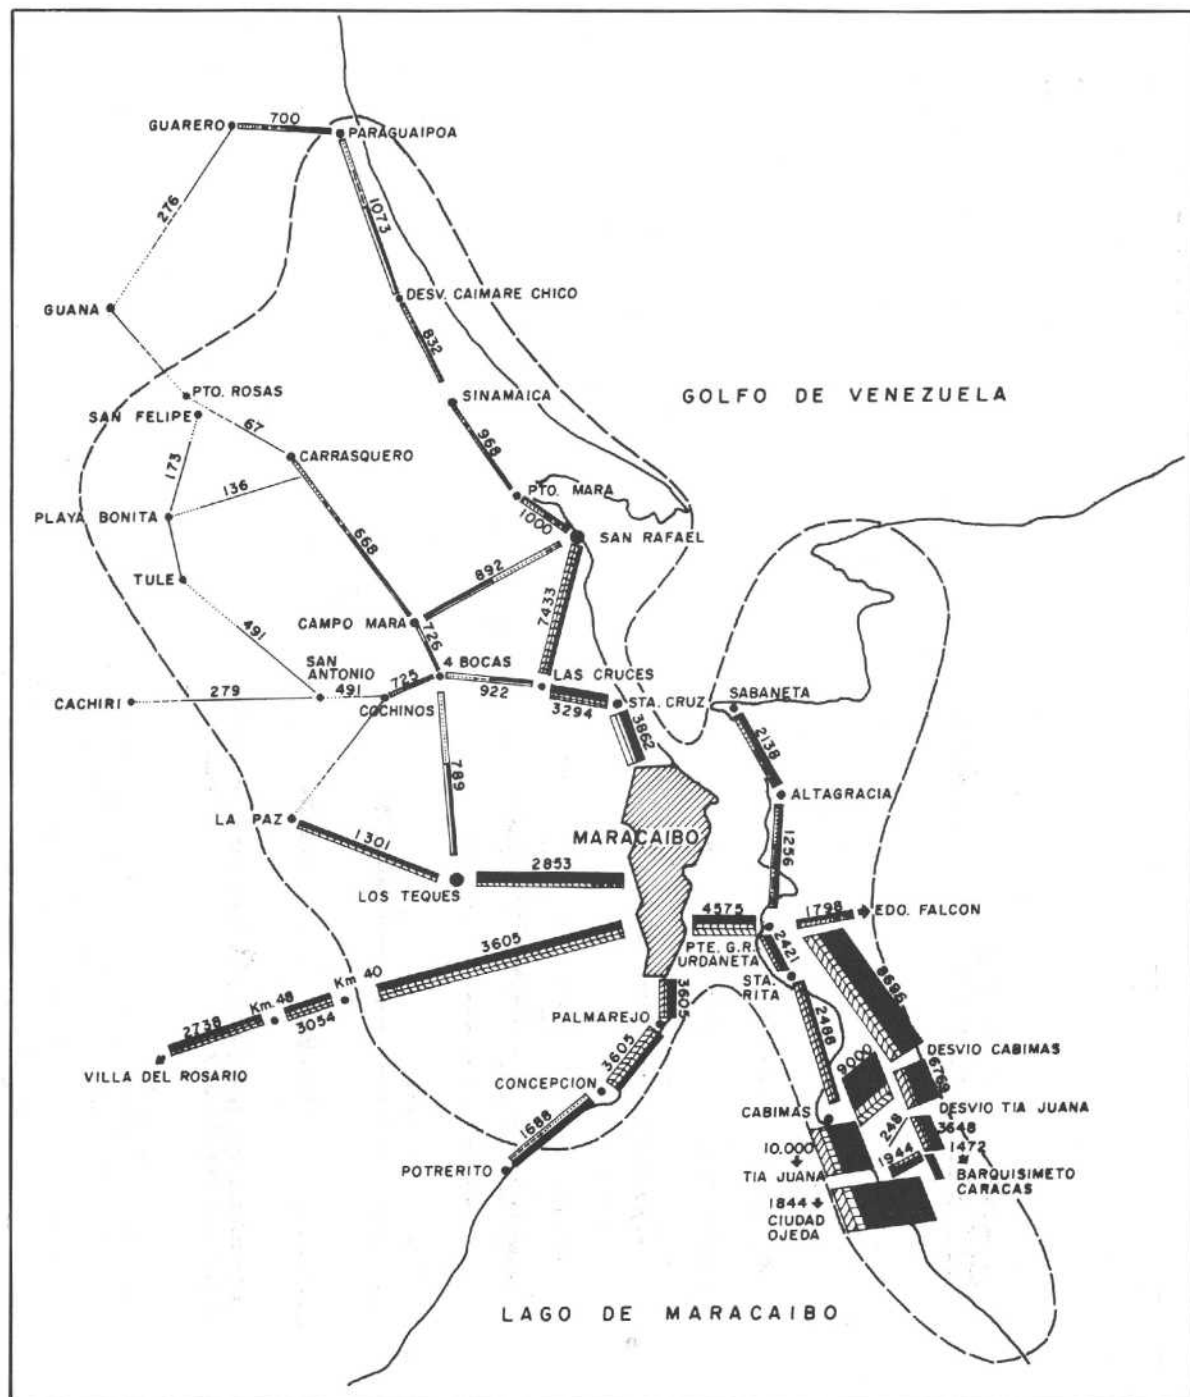 GUARERO
700
PARAGUAIPOA
276
1073
GUANA
DESV. CAIMARE CHICO
832
PTO. ROSAS
SAN FELIPE
SINAMAICA
GOLFO DE VENEZUELA
67
968
173
CARRASQUERO
136
PTO. MARA
PLAYA BONITA
1000
SAN RAFAEL
668
892
TULE
7433
CAMPO MARA
726
491
SAN
ANTONIO
725
4 BOCAS
LAS CRUCES
CACHIRI
279
491
COCHINOS
922
3294
STA. CRUZ
SABANETA
3862
2138
789
ALTAGRACIA
LA PAZ
1301
MARACAIBO
1256
2853
LOS TEQUES
4575
1798
EDO. FALCON
3605
PTE. G.R.
URDANETA
2421
8696
Km. 40
STA.
RITA
Km. 48
3605
2738
3054
PALMAREJO
2486
DESVIO CABIMAS
VILLA DEL ROSARIO
3605
9000
6769
CONCEPCION
CABIMAS
DESVIO TIA JUANA
248
3648
1688
10.000
1944
1472
POTRERITO
TIA JUANA
BARQUISIMETO
CARACAS
1844
CIUDAD
OJEDA
LAGO DE MARACAIBO